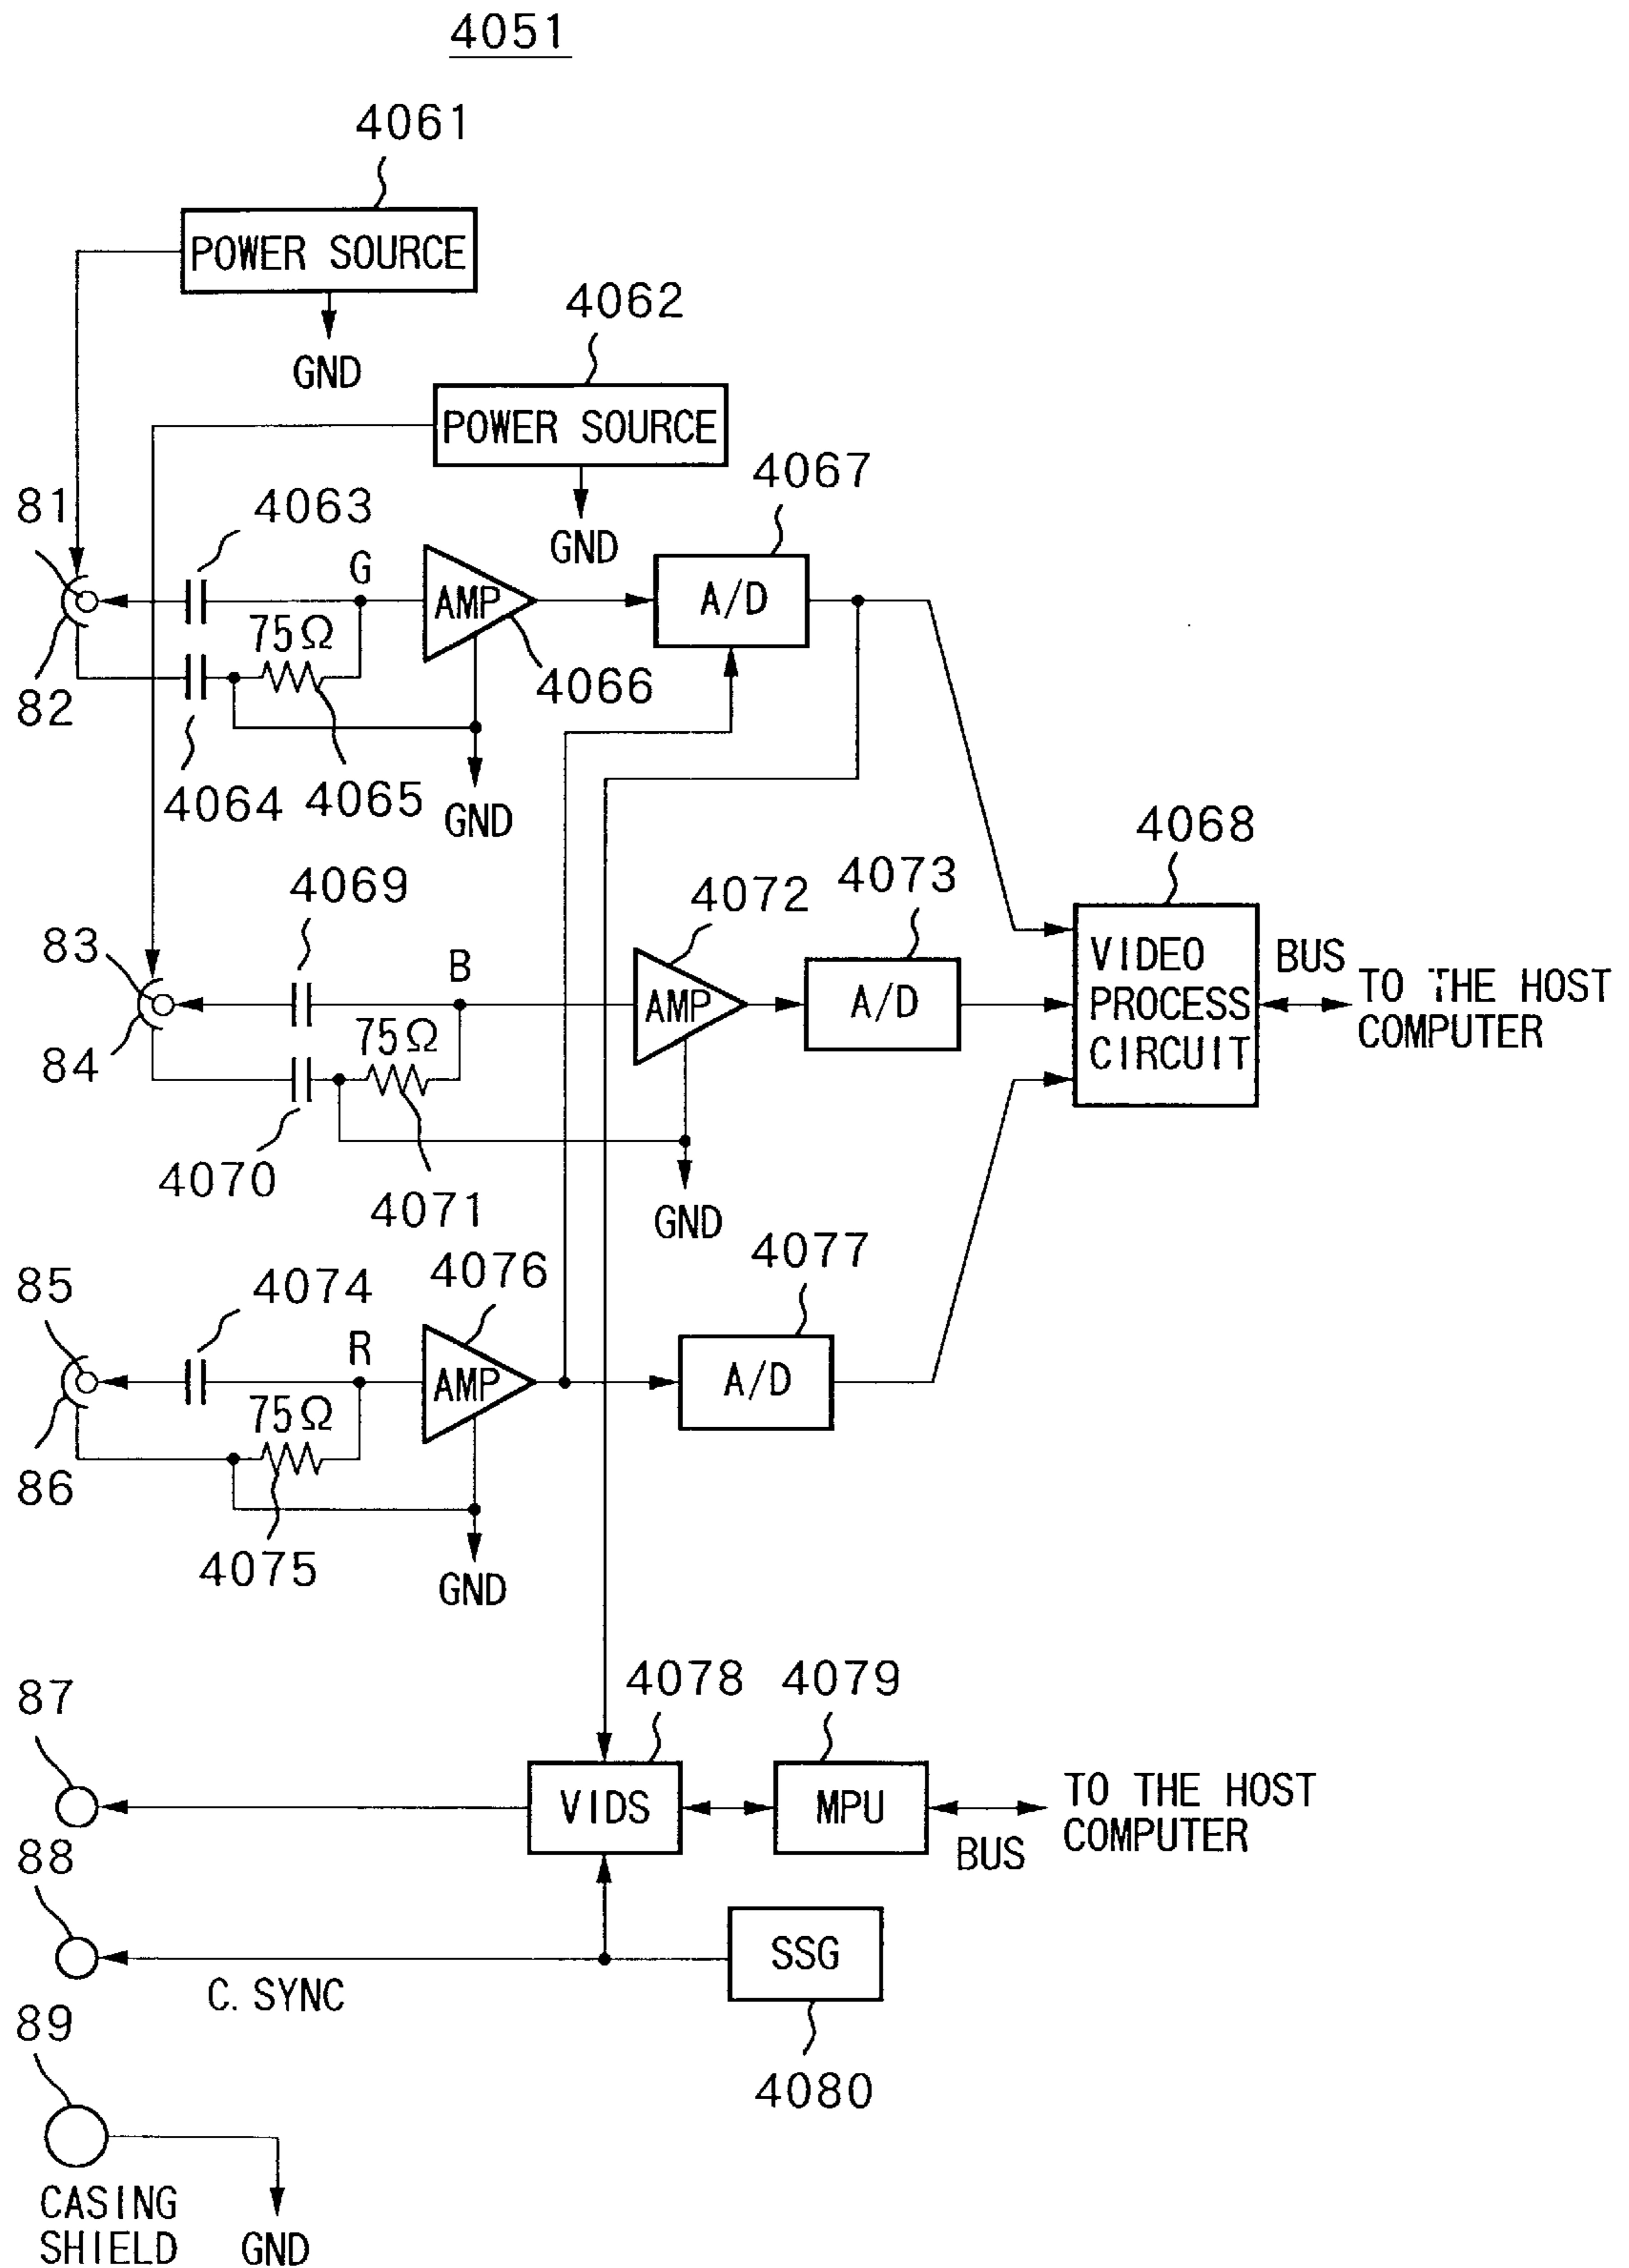 4051
4061
POWER SOURCE
GND
4062
POWER SOURCE
GND
4067
81
4063
G
AMP
A/D
75Ω
82
4066
4064
4065
GND
4068
4069
4072
4073
83
B
AMP
A/D
VIDEO
PROCESS
CIRCUIT
BUS
TO THE HOST
COMPUTER
75Ω
84
4070
4071
GND
4077
4076
85
4074
R
AMP
A/D
75Ω
86
4075
GND
87
4078
4079
VIDS
MPU
TO THE HOST
COMPUTER
BUS
88
SSG
C. SYNC
89
4080
CASING
SHIELD
GND